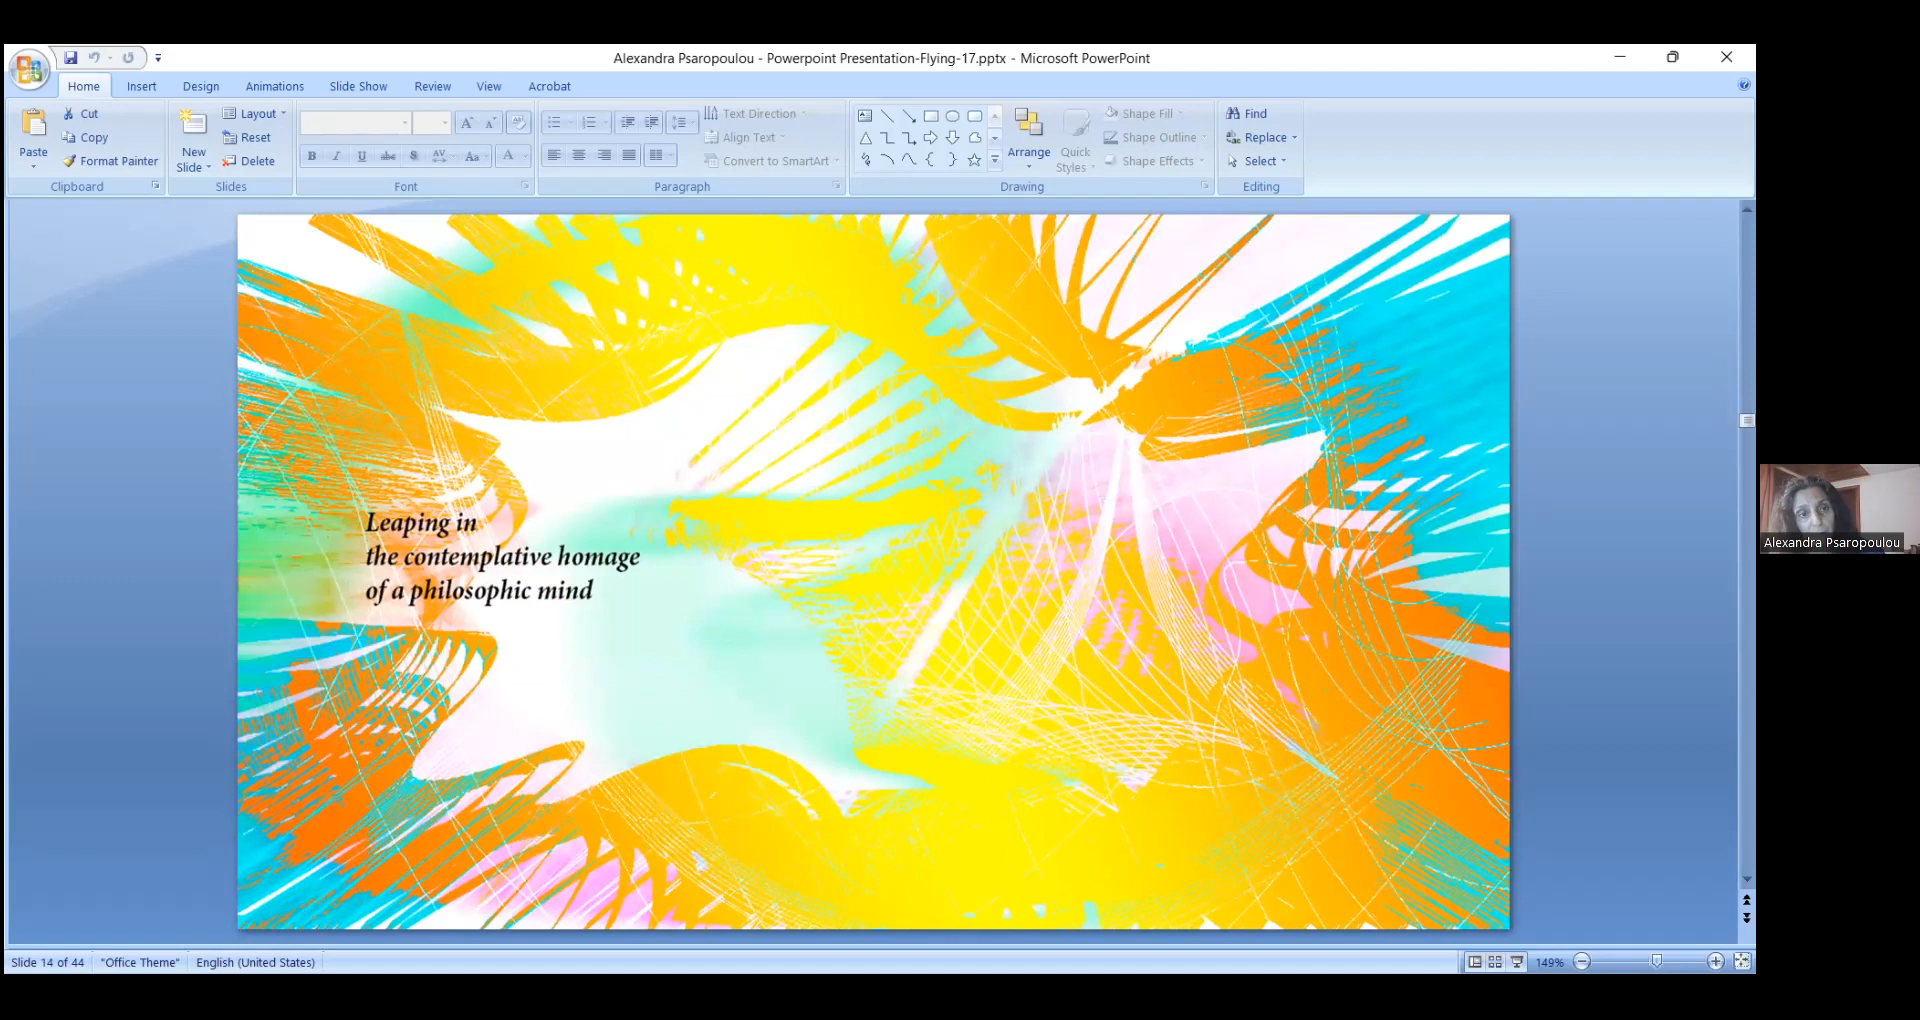 Alexandra Psaropoulou - Powerpoint Presentation-Flying-17.pptx - Microsoft PowerPoint
Home Insert Design Animations Slide Show Review View Acrobat
Paste
Cut
Copy
Format Painter
Clipboard
New
Slide
Layout
Reset
Delete
Slides
Font
Text Direction
Align Text
Convert to SmartArt
Paragraph
Arrange
Quick
Styles
Shape Fill
Shape Outline
Shape Effects
Drawing
Find
Replace
Select
Editing
Leaping in
the contemplative homage
of a philosophic mind
Alexandra Psaropoulou
Slide 14 of 44 "Office Theme" English (United States) 149%